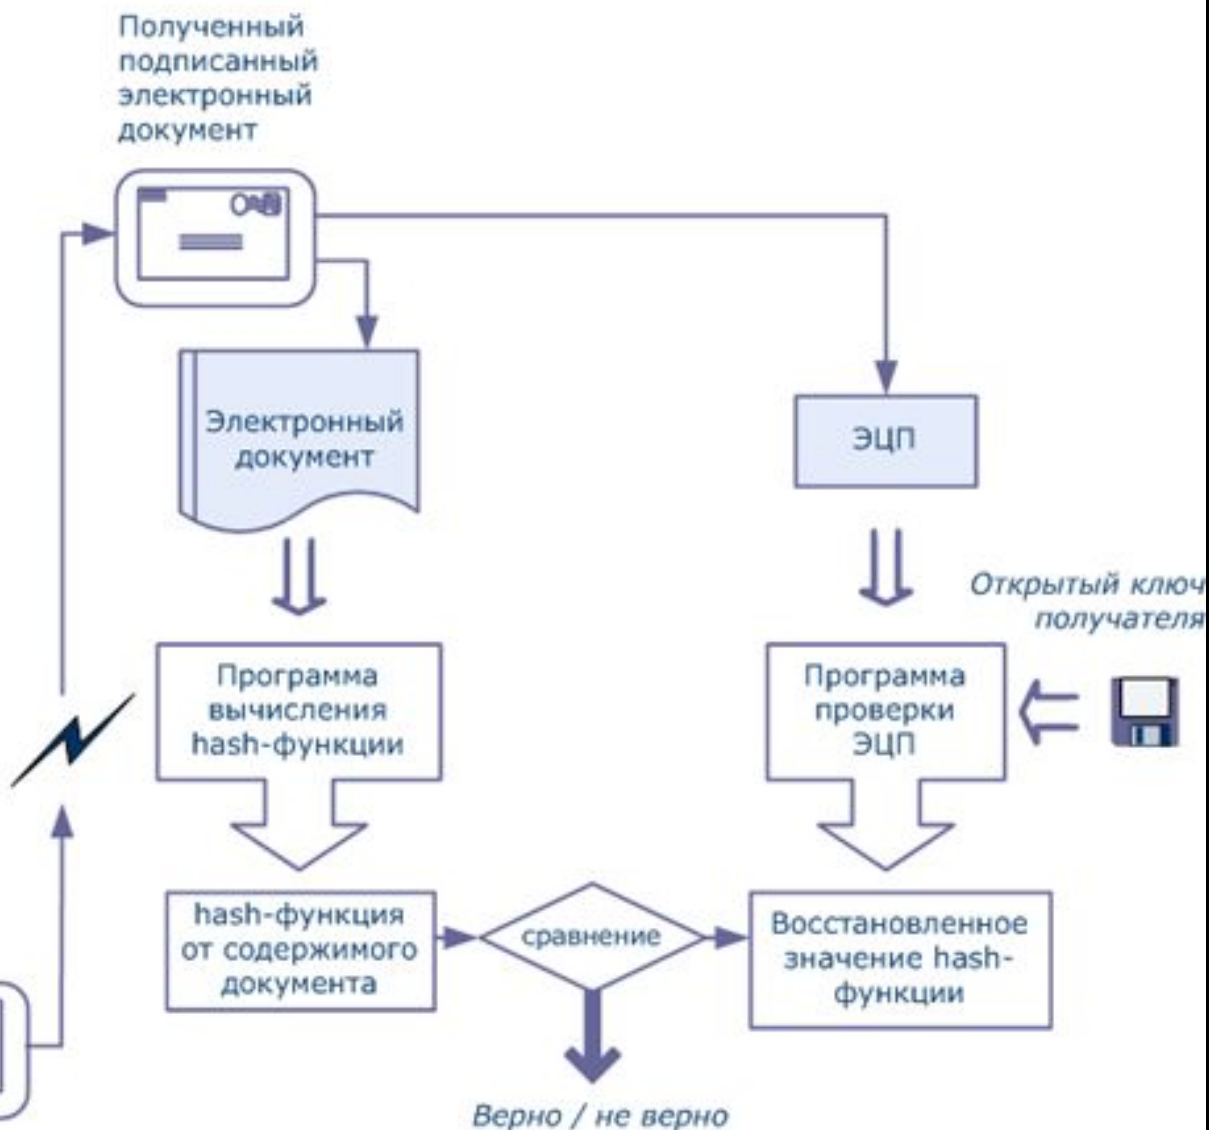 Полученный
подписанный
электронный
документ
Электронный
документ
ЭЦП
Открытый ключ
получателя
Программа
вычисления
hash-функции
Программа
проверки
ЭЦП
hash-функция
от содержимого
документа
сравнение
Восстановленное
значение hash-
функции
Верно / не верно